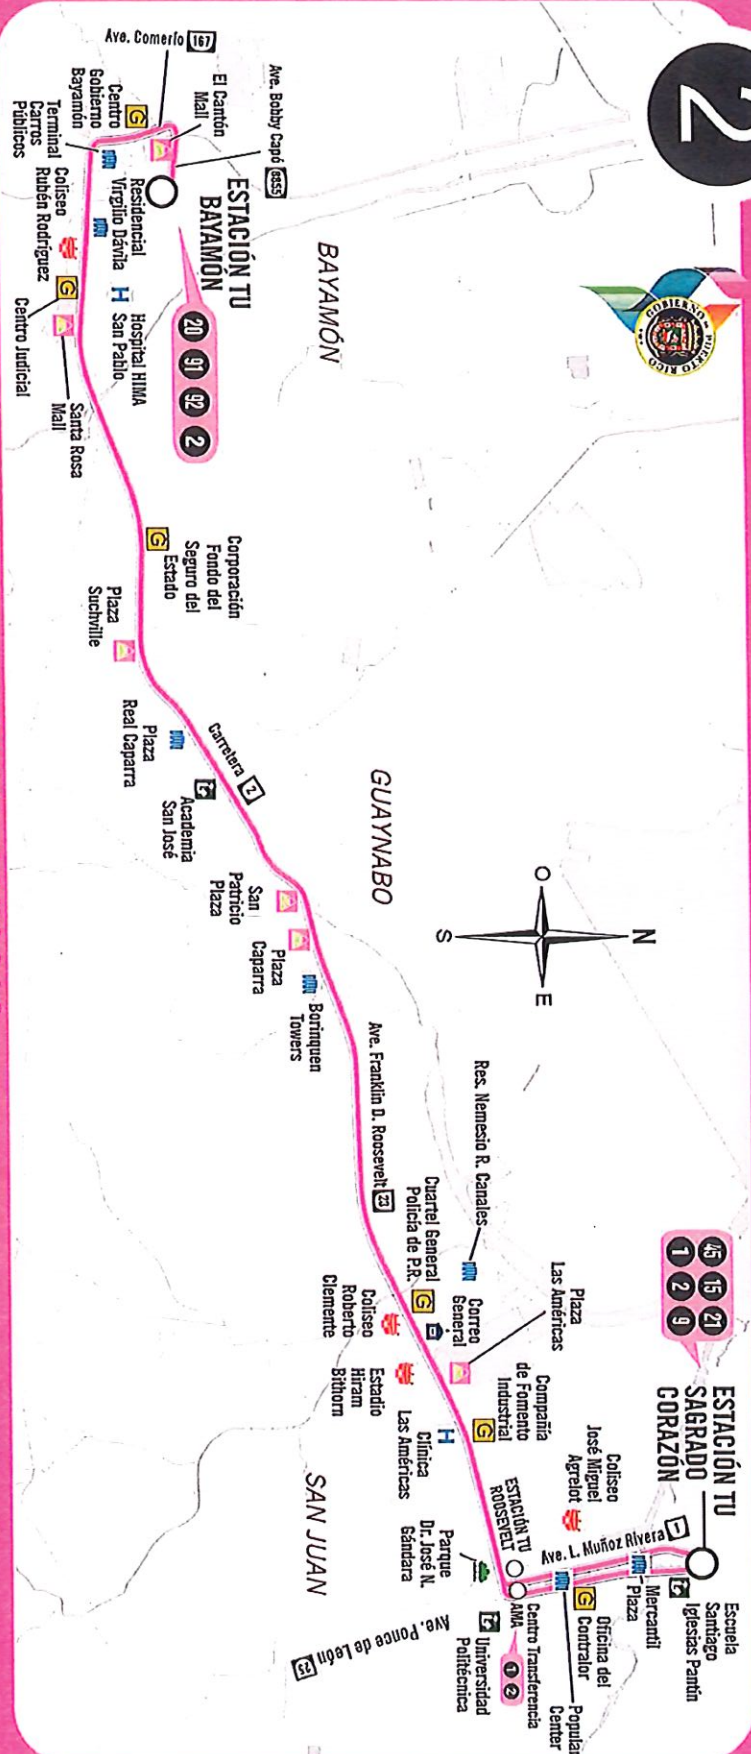 2
GOBIERNO DE PUERTO RICO
Ave. Comerío 167
Centro
Gobierno
Bayamón
El Cantón
Mall
Ave. Bobby Capó 8855
ESTACIÓN TU
BAYAMÓN
20 91 92 2
Terminal
Carros
Públicos
Residencial
Virgilio Dávila
Coliseo
Rubén Rodríguez
Hospital HIMA
San Pablo
H
G
Centro Judicial
Santa Rosa
Mall
BAYAMÓN
Corporación
Fondo del
Seguro del
Estado
G
Plaza
Suchville
Plaza
Real Caparra
Carretera 2
Academia
San José
GUAYNABO
San
Patricio
Plaza
Plaza
Caparra
Borinquen
Towers
N
O E
S
Ave. Franklin D. Roosevelt 23
Res. Nemesio R. Canales
Cuartel General
Policía de P.R.
G
Correo
General
Coliseo
Roberto
Clemente
Estadio
Hiram
Bithorn
Plaza
Las Américas
Compañía
de Fomento
Industrial
G
H
Clínica
Las Américas
SAN JUAN
45 15 21
1 2 9
ESTACIÓN TU
SAGRADO
CORAZÓN
Coliseo
José Miguel
Agrelot
Ave. L. Muñoz Rivera 1
ESTACIÓN TU
ROOSEVELT
Parque
Dr. José N.
Gándara
Escuela
Santiago
Iglesias Pantín
Mercantil
Plaza
G
Oficina del
Contralor
Popular
Center
Centro Transferencia
AMA
1 2
Universidad
Politécnica
Ave. Ponce de León 25